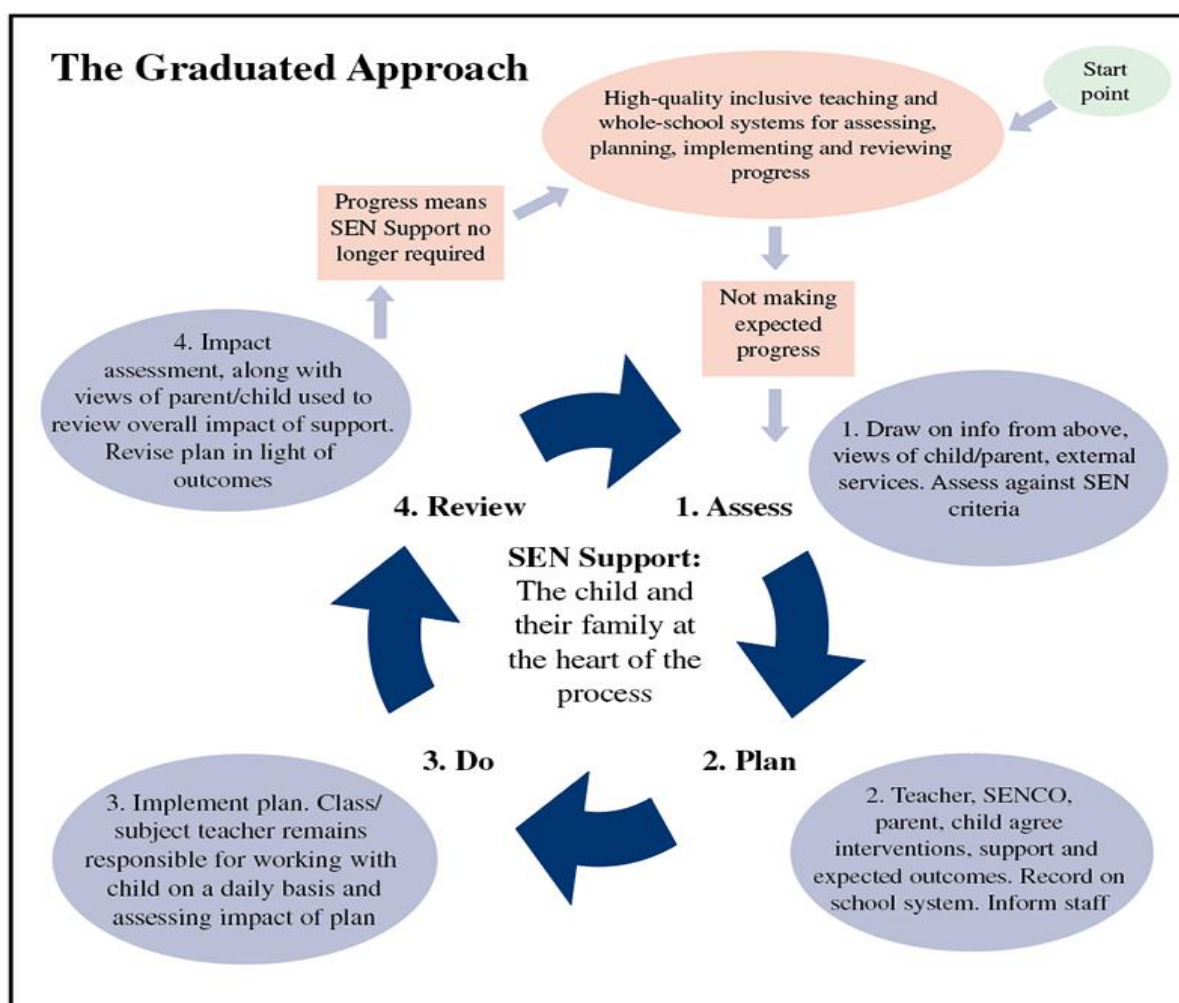 The Graduated Approach
Start
point
High-quality inclusive teaching and
whole-school systems for assessing,
planning, implementing and reviewing
progress
Progress means
SEN Support no
longer required
Not making
expected
progress
4. Impact
assessment, along with
views of parent/child used to
review overall impact of support.
Revise plan in light of
outcomes
1. Draw on info from above,
views of child/parent, external
services. Assess against SEN
criteria
4. Review
1. Assess
SEN Support:
The child and
their family at
the heart of the
process
3. Do
2. Plan
3. Implement plan. Class/
subject teacher remains
responsible for working with
child on a daily basis and
assessing impact of plan
2. Teacher, SENCO,
parent, child agree
interventions, support and
expected outcomes. Record on
school system. Inform staff